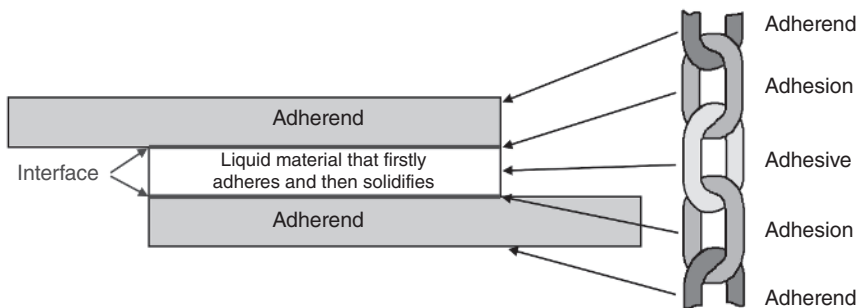 Adherend
Adherend
Adhesion
Interface
Liquid material that firstly
adheres and then solidifies
Adhesive
Adherend
Adhesion
Adherend